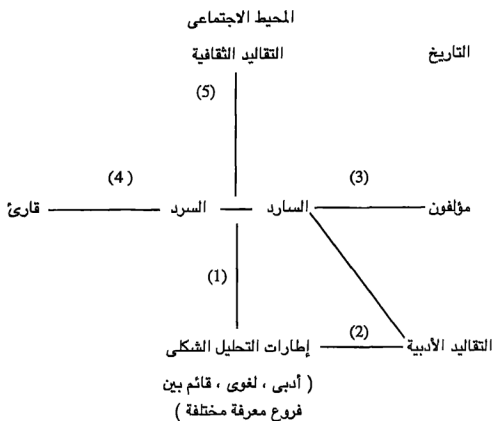 المحيط الاجتماعى
التاريخ التقاليد الثقافية
(5)
(3) (4)
مؤلفون السارد السرد قارئ
(1)
(2)
التقاليد الأدبية إطارات التحليل الشكلى
( أدبى ، لغوى ، قائم بين
فروع معرفة مختلفة )